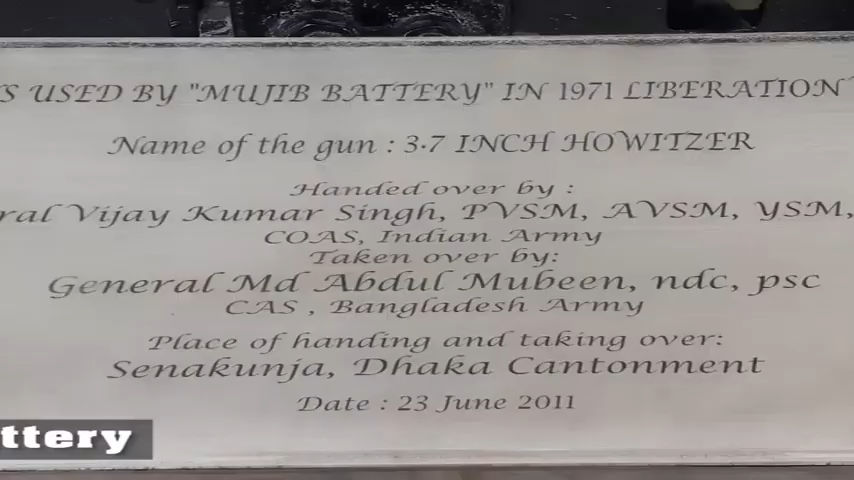 S USED BY "MUJIB BATTERY" IN 1971 LIBERATION
Name of the gun : 3.7 INCH HOWITZER
Handed over by :
ral Vijay Kumar Singh, PVSM, AVSM, YSM,
COAS, Indian Army
Taken over by:
General Md Abdul Mubeen, ndc, psc
CAS , Bangladesh Army
Place of handing and taking over:
Senakunja, Dhaka Cantonment
Date : 23 June 2011
ttery